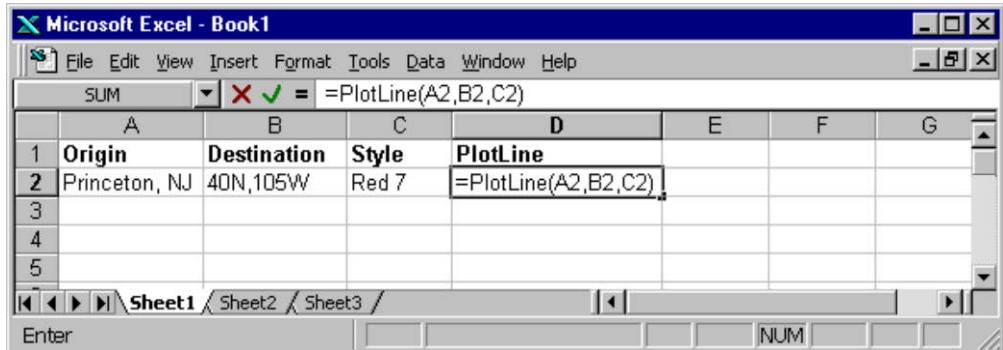 Microsoft Excel - Book1
File Edit View Insert Format Tools Data Window Help
SUM = =PlotLine(A2,B2,C2)
A B C D E F G
1 Origin Destination Style PlotLine
2 Princeton, NJ 40N,105W Red 7 =PlotLine(A2,B2,C2)
3
4
5
Sheet1 Sheet2 Sheet3
Enter NUM